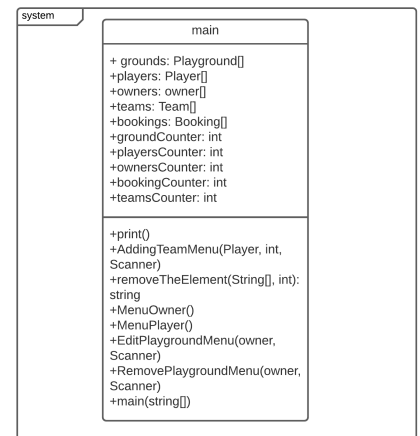 system
main
+ grounds: Playground[]
+players: Player[]
+owners: owner[]
+teams: Team[]
+bookings: Booking[]
+groundCounter: int
+playersCounter: int
+ownersCounter: int
+bookingCounter: int
+teamsCounter: int
+print()
+AddingTeamMenu(Player, int,
Scanner)
+removeTheElement(String[], int):
string
+MenuOwner()
+MenuPlayer()
+EditPlaygroundMenu(owner,
Scanner)
+RemovePlaygroundMenu(owner,
Scanner)
+main(string[])